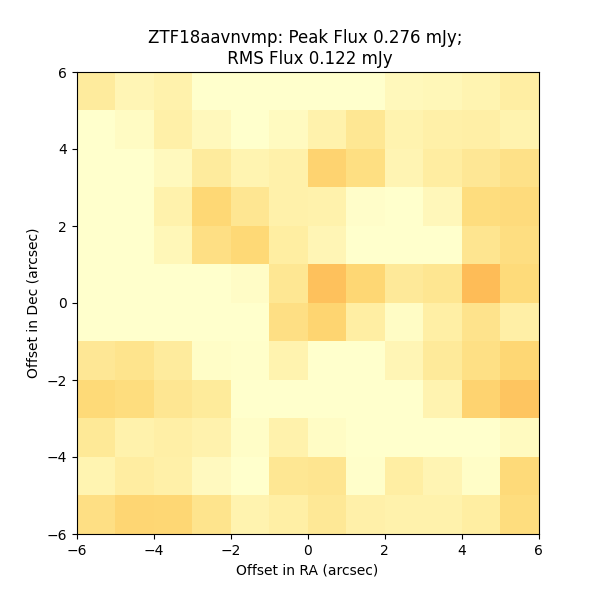 ZTF18aavnvmp: Peak Flux 0.276 mJy;
RMS Flux 0.122 mJy
6
4
2
0
−2
−4
−6
Offset in Dec (arcsec)
−6 −4 −2 0 2 4 6
Offset in RA (arcsec)